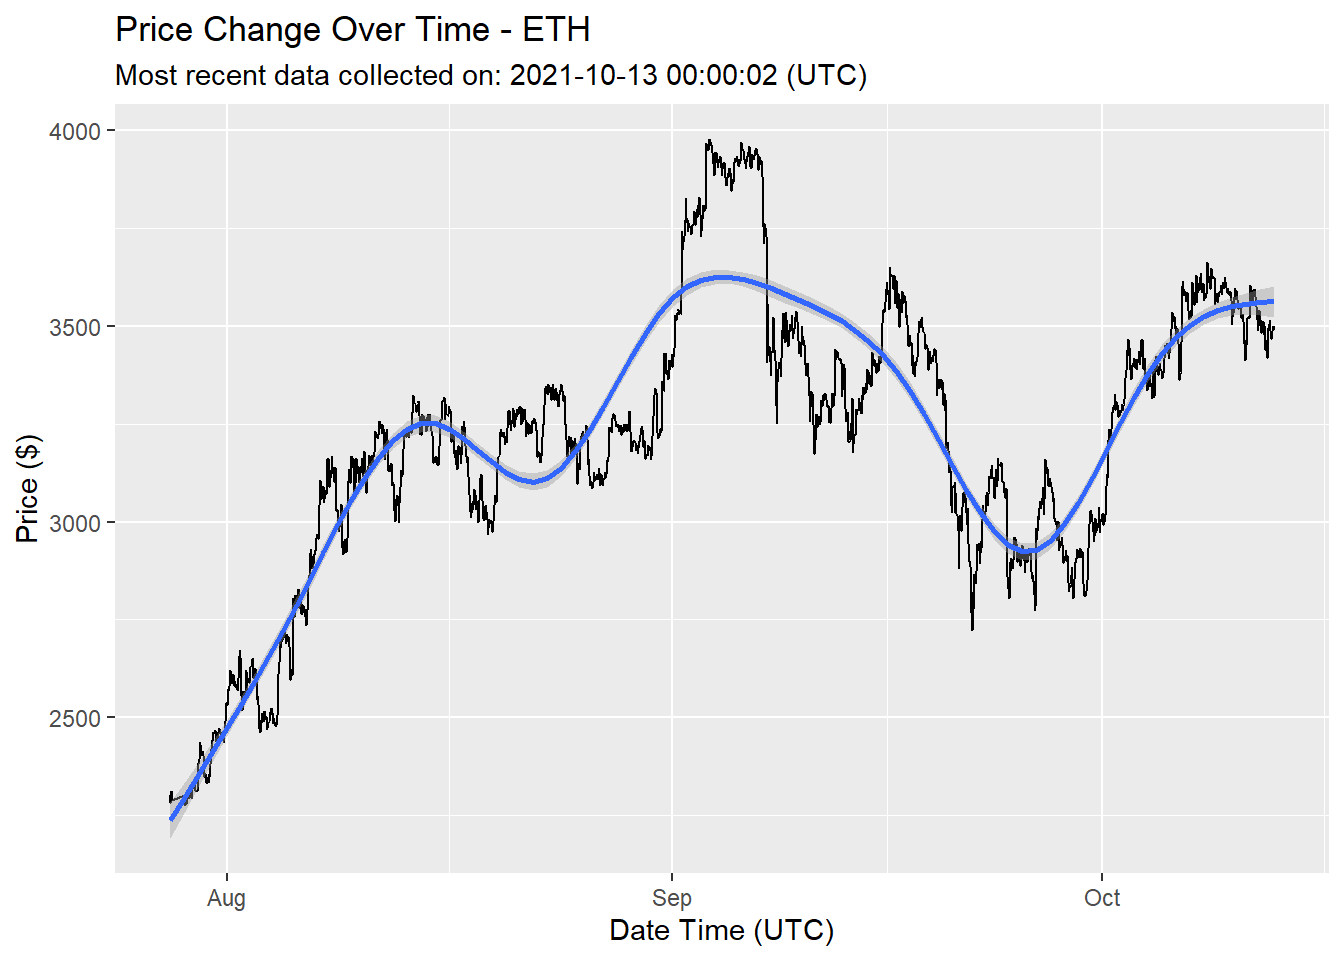 Price Change Over Time - ETH
Most recent data collected on: 2021-10-13 00:00:02 (UTC)
4000
3500
3000
2500
Price ($)
Aug
Sep
Oct
Date Time (UTC)